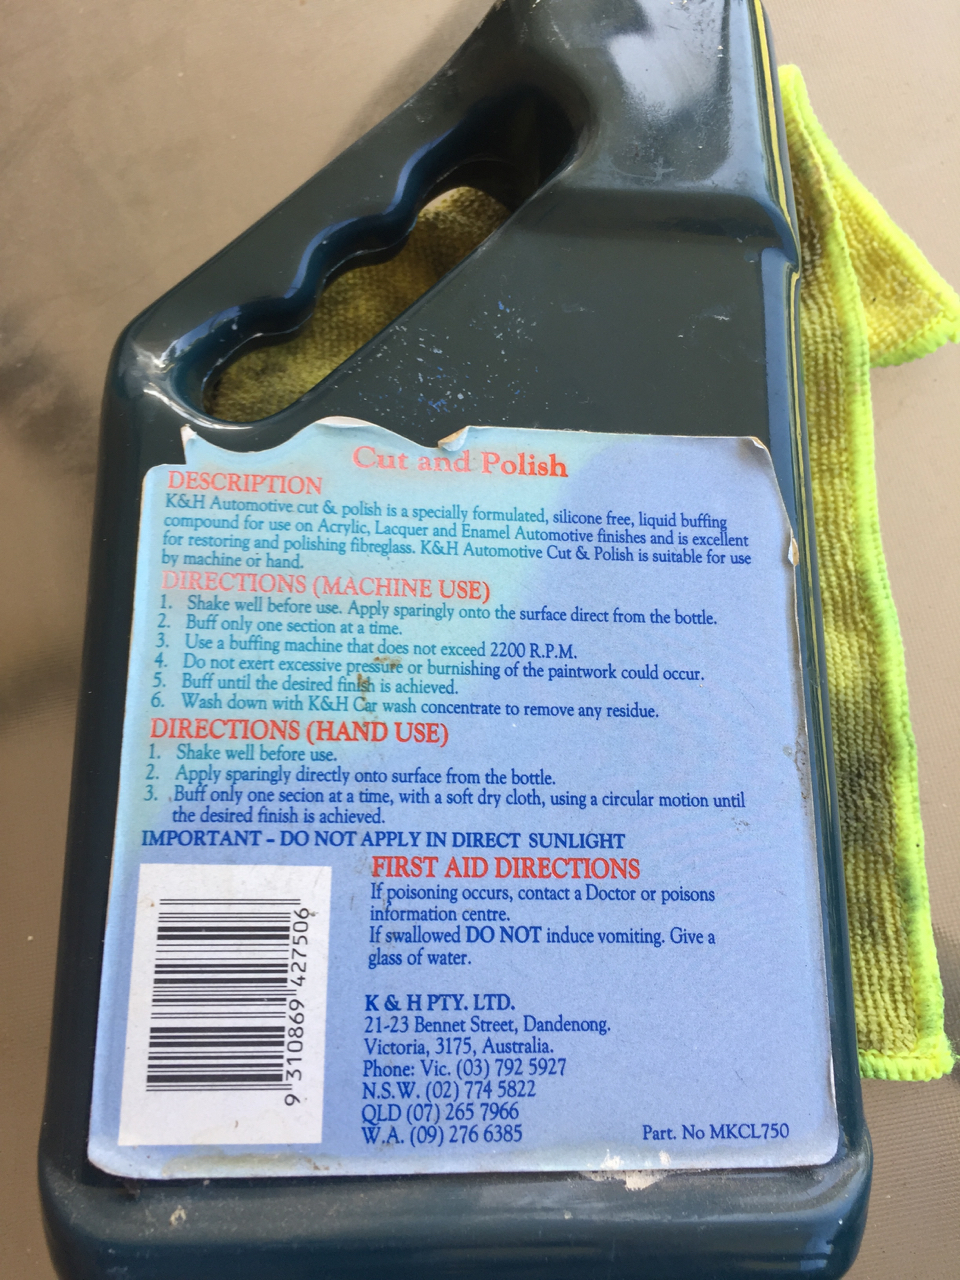 Cut and Polish
DESCRIPTION
K&H Automotive cut & polish is a specially formulated, silicone free, liquid buffing
compound for use on Acrylic, Lacquer and Enamel Automotive finishes and is excellent
for restoring and polishing fibreglass. K&H Automotive Cut & Polish is suitable for use
by machine or hand.
DIRECTIONS (MACHINE USE)
1. Shake well before use. Apply sparingly onto the surface direct from the bottle.
2. Buff only one section at a time.
3. Use a buffing machine that does not exceed 2200 R.P.M.
4. Do not exert excessive pressure or burnishing of the paintwork could occur.
5. Buff until the desired finish is achieved.
6. Wash down with K&H Car wash concentrate to remove any residue.
DIRECTIONS (HAND USE)
1. Shake well before use.
2. Apply sparingly directly onto surface from the bottle.
3. Buff only one secion at a time, with a soft dry cloth, using a circular motion until
the desired finish is achieved.
IMPORTANT – DO NOT APPLY IN DIRECT SUNLIGHT
FIRST AID DIRECTIONS
If poisoning occurs, contact a Doctor or poisons
information centre.
If swallowed DO NOT induce vomiting. Give a
glass of water.
K & H PTY. LTD.
21-23 Bennet Street, Dandenong.
Victoria, 3175, Australia.
Phone: Vic. (03) 792 5927
N.S.W. (02) 774 5822
QLD (07) 265 7966
W.A. (09) 276 6385
Part. No MKCL750
9 310869 427506